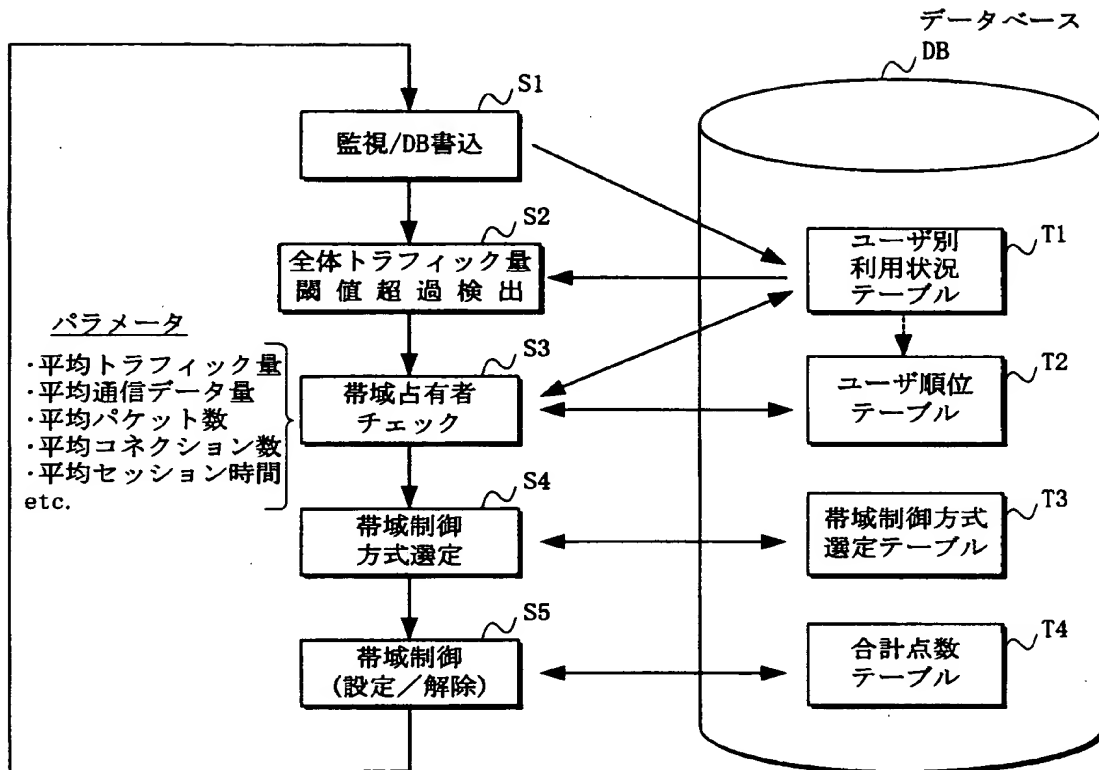 データベース
DB
S1
監視/DB書込
S2
全体トラフィック量
閾値超過検出
T1
ユーザ別
利用状況
テーブル
パラメータ
・平均トラフィック量
・平均通信データ量
・平均パケット数
・平均コネクション数
・平均セッション時間
etc.
S3
帯域占有者
チェック
T2
ユーザ順位
テーブル
S4
帯域制御
方式選定
T3
帯域制御方式
選定テーブル
S5
帯域制御
(設定／解除)
T4
合計点数
テーブル